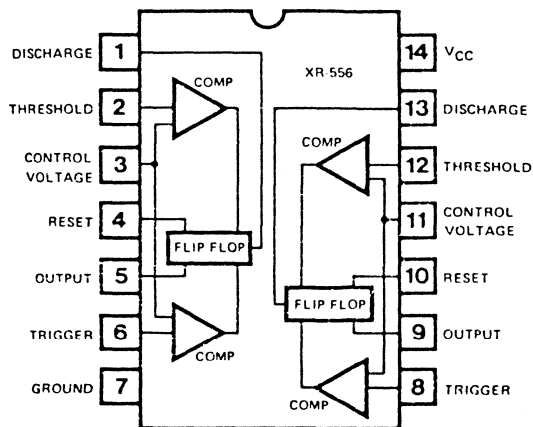 XR-556
DISCHARGE 1
THRESHOLD 2
CONTROL
VOLTAGE 3
RESET 4
OUTPUT 5
TRIGGER 6
GROUND 7
COMP
FLIP FLOP
COMP
14 VCC
13 DISCHARGE
12 THRESHOLD
11 CONTROL
VOLTAGE
10 RESET
9 OUTPUT
8 TRIGGER
COMP
FLIP FLOP
COMP